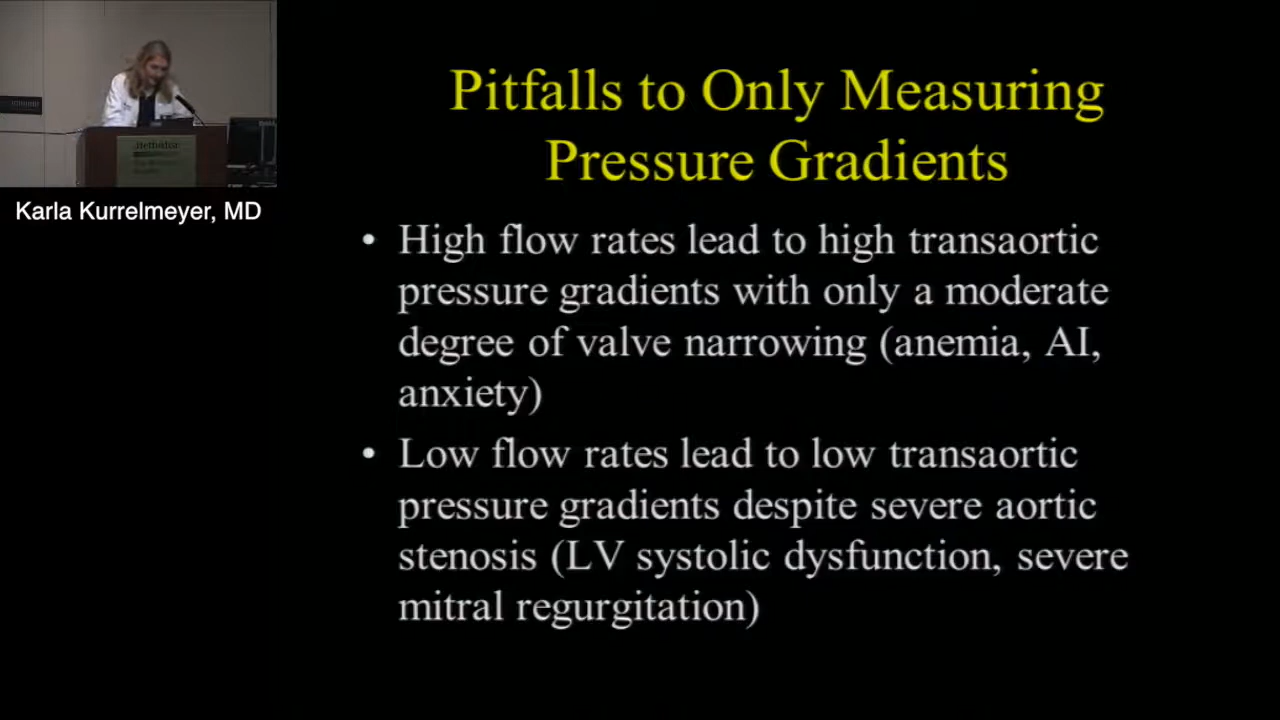 Pitfalls to Only Measuring
Pressure Gradients
Karla Kurrelmeyer, MD
• High flow rates lead to high transaortic
pressure gradients with only a moderate
degree of valve narrowing (anemia, AI,
anxiety)
• Low flow rates lead to low transaortic
pressure gradients despite severe aortic
stenosis (LV systolic dysfunction, severe
mitral regurgitation)